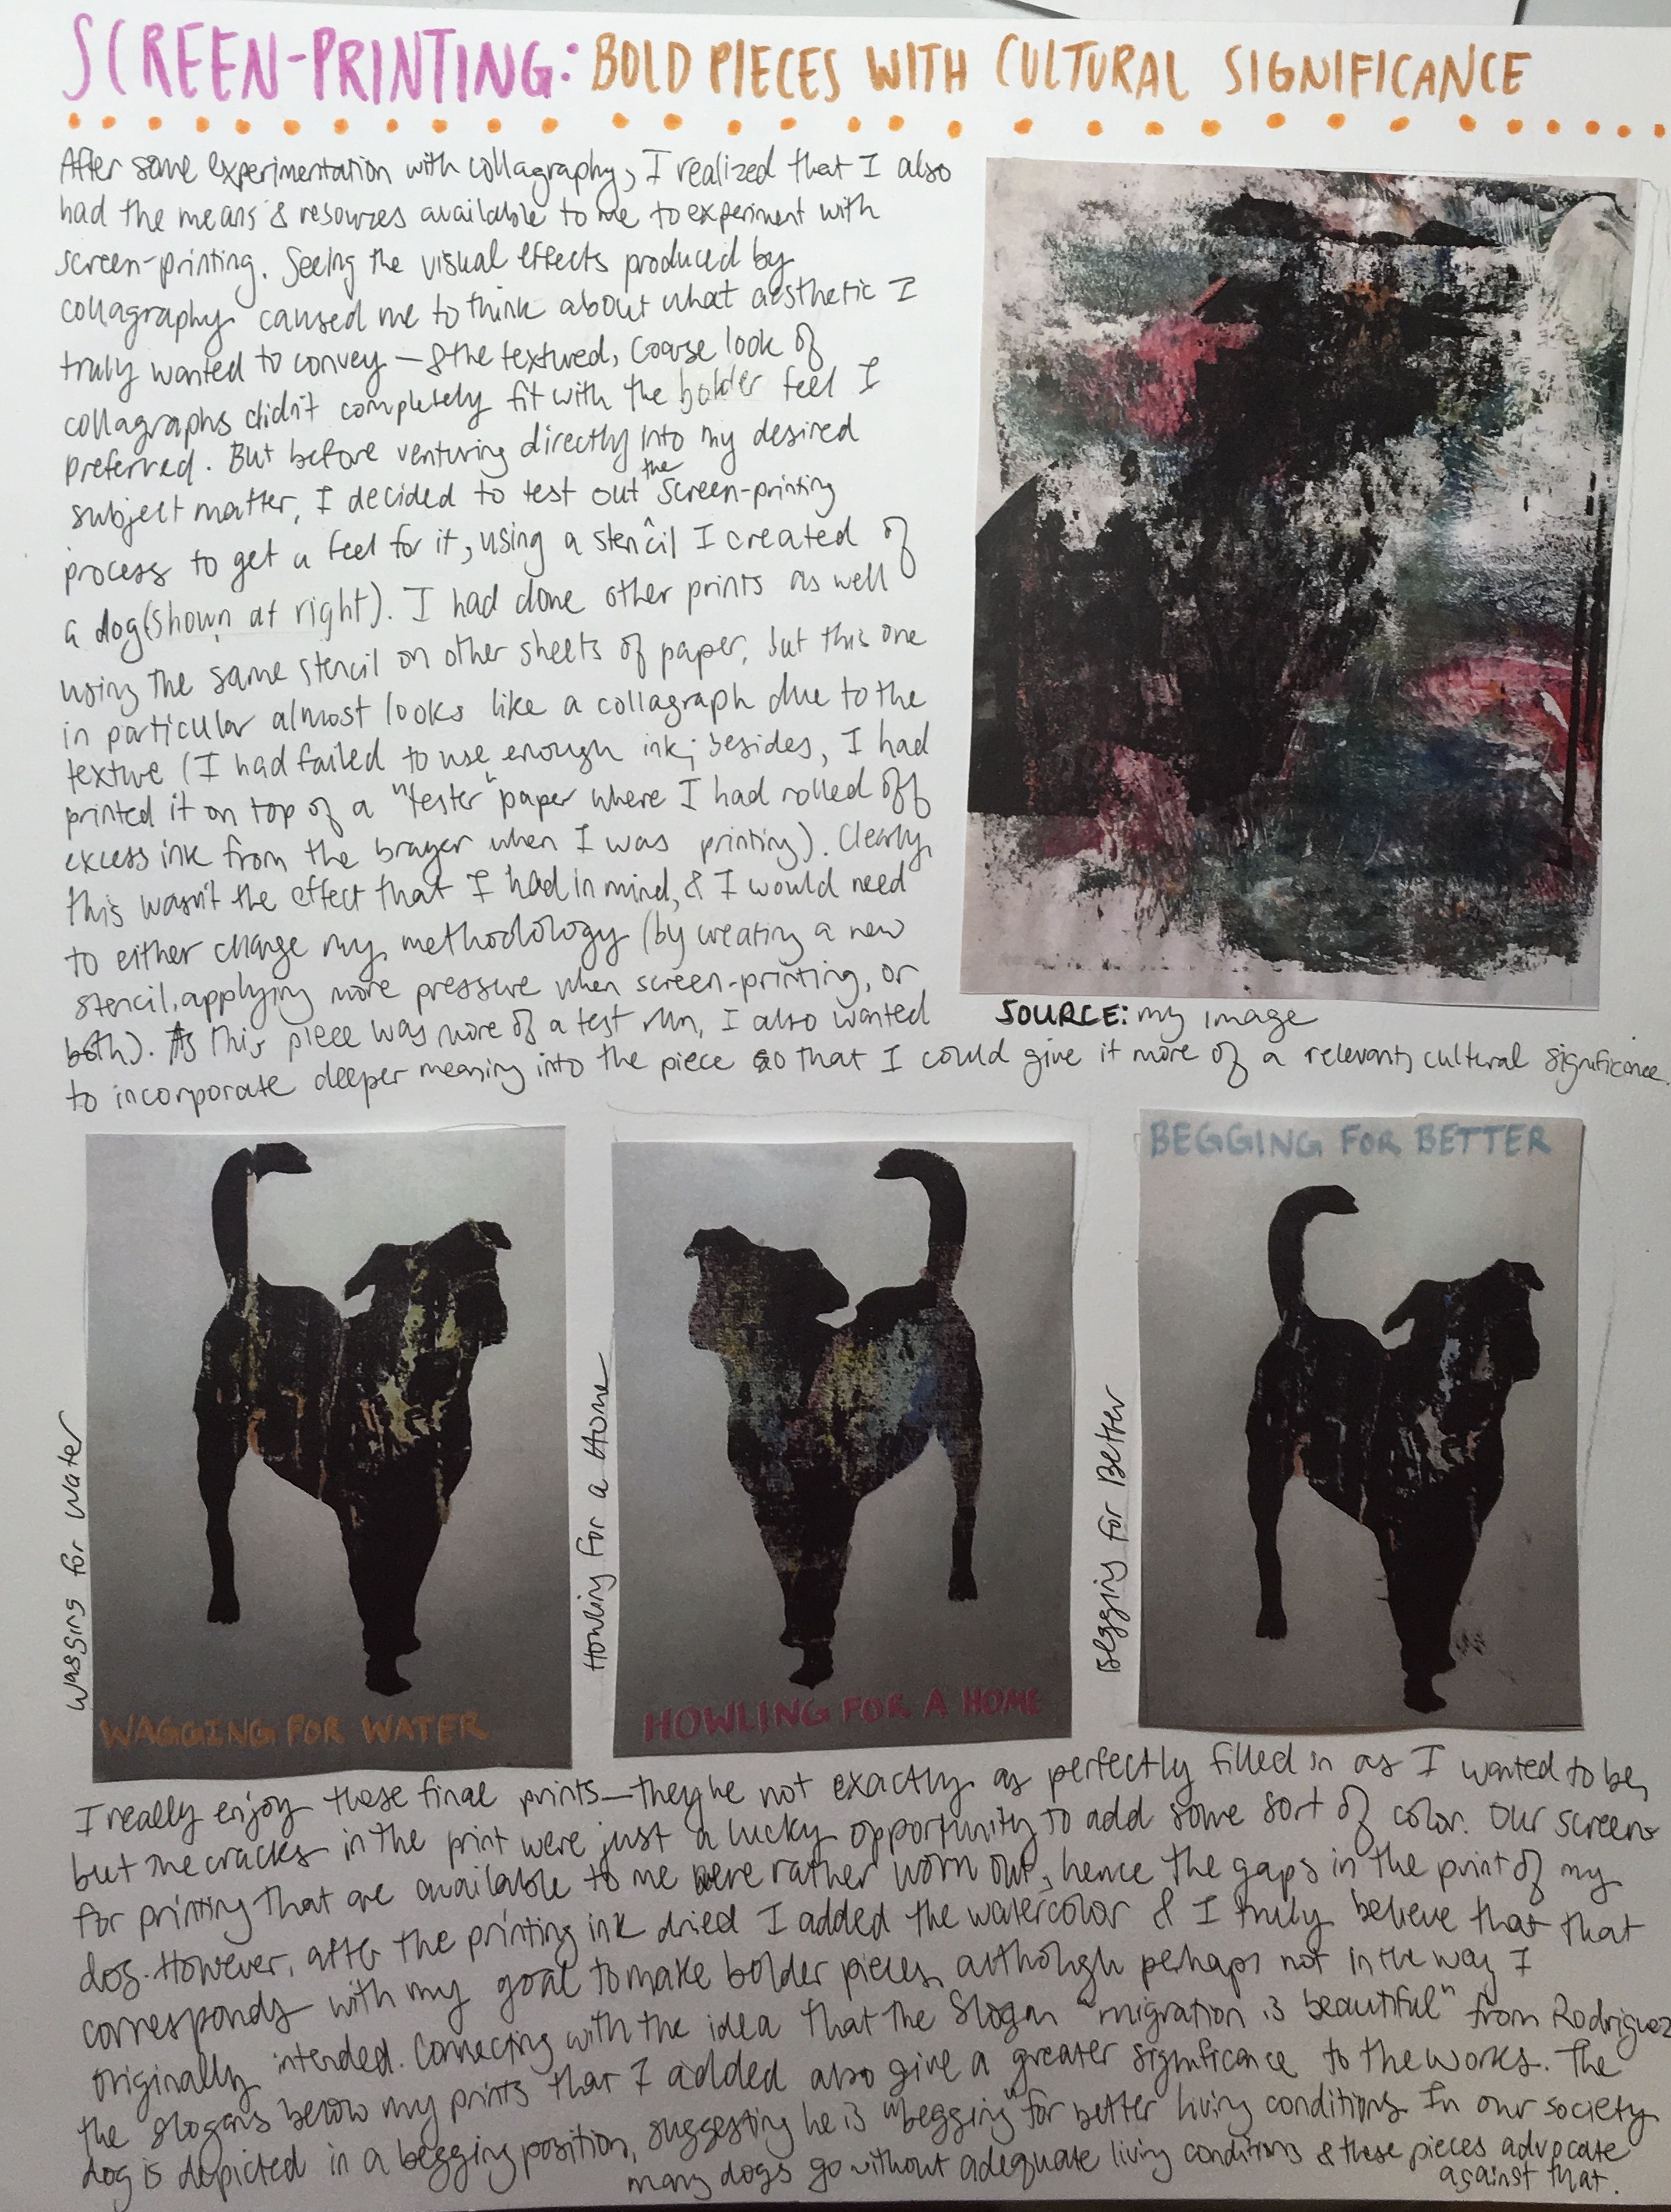 SCREEN-PRINTING: BOLD PIECES WITH CULTURAL SIGNIFICANCE
After some experimentation with collagraphy, I realized that I also
had the means & resources available to me to experiment with
screen-printing. Seeing the visual effects produced by
collagraphy caused me to think about what aesthetic I
truly wanted to convey — & the textured, coarse look of
collagraphs didn't completely fit with the bolder feel I
preferred. But before venturing directly into my desired
subject matter, I decided to test out the screen-printing
process to get a feel for it, using a stencil I created of
a dog (shown at right). I had done other prints as well
using the same stencil on other sheets of paper, but this one
in particular almost looks like a collagraph due to the
texture (I had failed to use enough ink; besides, I had
printed it on top of a "tester" paper where I had rolled off
excess ink from the brayer when I was printing). Clearly,
this wasn't the effect that I had in mind, & I would need
to either change my methodology (by creating a new
stencil, applying more pressure when screen-printing, or
both). As this piece was more of a test run, I also wanted
to incorporate deeper meaning into the piece so that I could give it more of a relevant, cultural significance.
SOURCE: my image
Wagging for Water
WAGGING FOR WATER
Howling for a Home
HOWLING FOR A HOME
Begging for Better
BEGGING FOR BETTER
I really enjoy these final prints — they're not exactly as perfectly filled in as I wanted to be,
but the cracks in the print were just a lucky opportunity to add some sort of color. Our screens
for printing that are available to me were rather worn out, hence the gaps in the print of my
dog. However, after the printing ink dried I added the watercolor & I truly believe that that
corresponds with my goal to make bolder pieces, although perhaps not in the way I
originally intended. Connecting with the idea that the slogan "migration is beautiful" from Rodriguez
the slogans below my prints that I added also give a greater significance to the works. The
dog is depicted in a begging position, suggesting he is "begging" for better living conditions. In our society
many dogs go without adequate living conditions & these pieces advocate
against that.